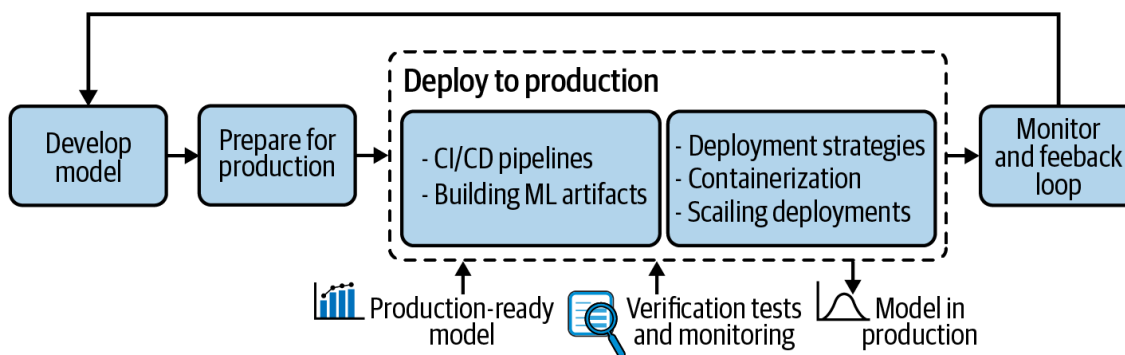 Deploy to production
Develop
model
Prepare for
production
- CI/CD pipelines
- Building ML artifacts
- Deployment strategies
- Containerization
- Scailing deployments
Monitor
and feeback
loop
Production-ready
model
Verification tests
and monitoring
Model in
production